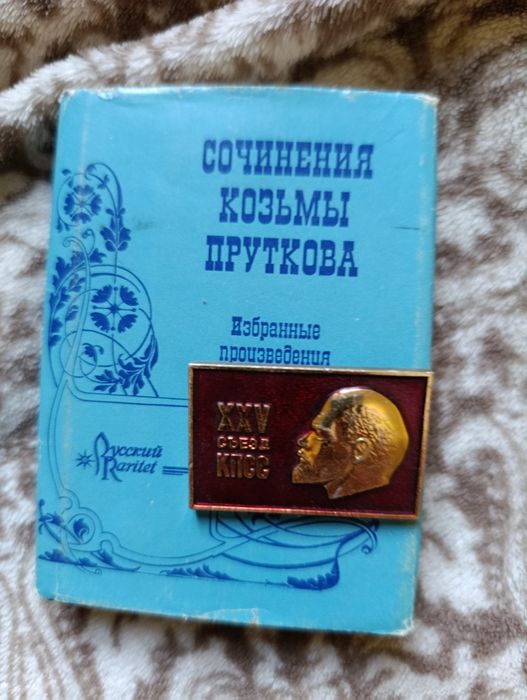 СОЧИНЕНИЯ
КОЗЬМЫ
ПРУТКОВА
Избранные
произведения
Русский
Raritet
XXV
СЪЕЗД
КПСС